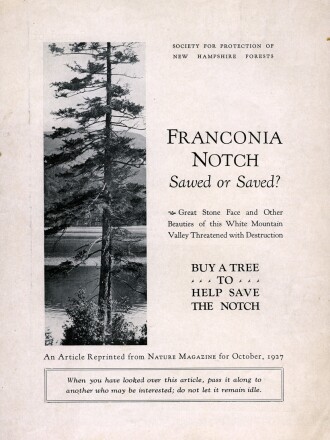 SOCIETY FOR PROTECTION OF
NEW HAMPSHIRE FORESTS
FRANCONIA
NOTCH
Sawed or Saved?
Great Stone Face and Other
Beauties of this White Mountain
Valley Threatened with Destruction
BUY A TREE
. . . TO . . .
HELP SAVE
THE NOTCH
An Article Reprinted from NATURE MAGAZINE for October, 1927
When you have looked over this article, pass it along to
another who may be interested; do not let it remain idle.